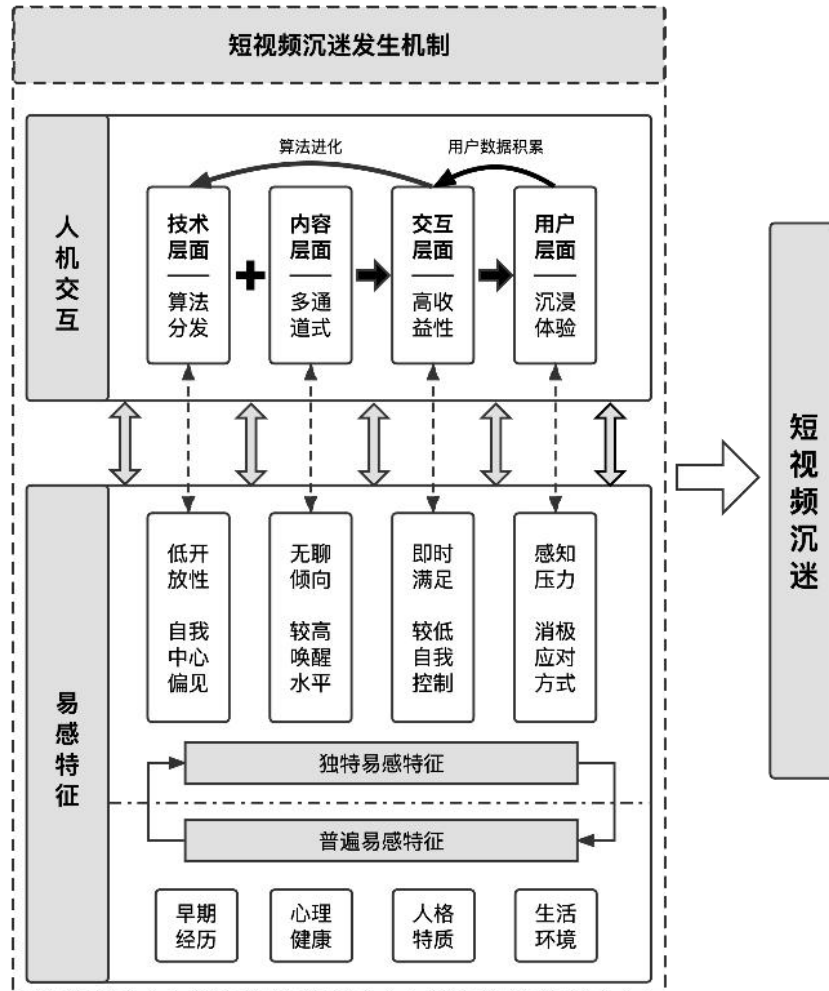 短视频沉迷发生机制
人机交互
算法进化
用户数据积累
技术
层面
算法
分发
内容
层面
多通
道式
交互
层面
高收
益性
用户
层面
沉浸
体验
易感特征
低开
放性
自我
中心
偏见
无聊
倾向
较高
唤醒
水平
即时
满足
较低
自我
控制
感知
压力
消极
应对
方式
独特易感特征
普遍易感特征
早期
经历
心理
健康
人格
特质
生活
环境
短视频沉迷